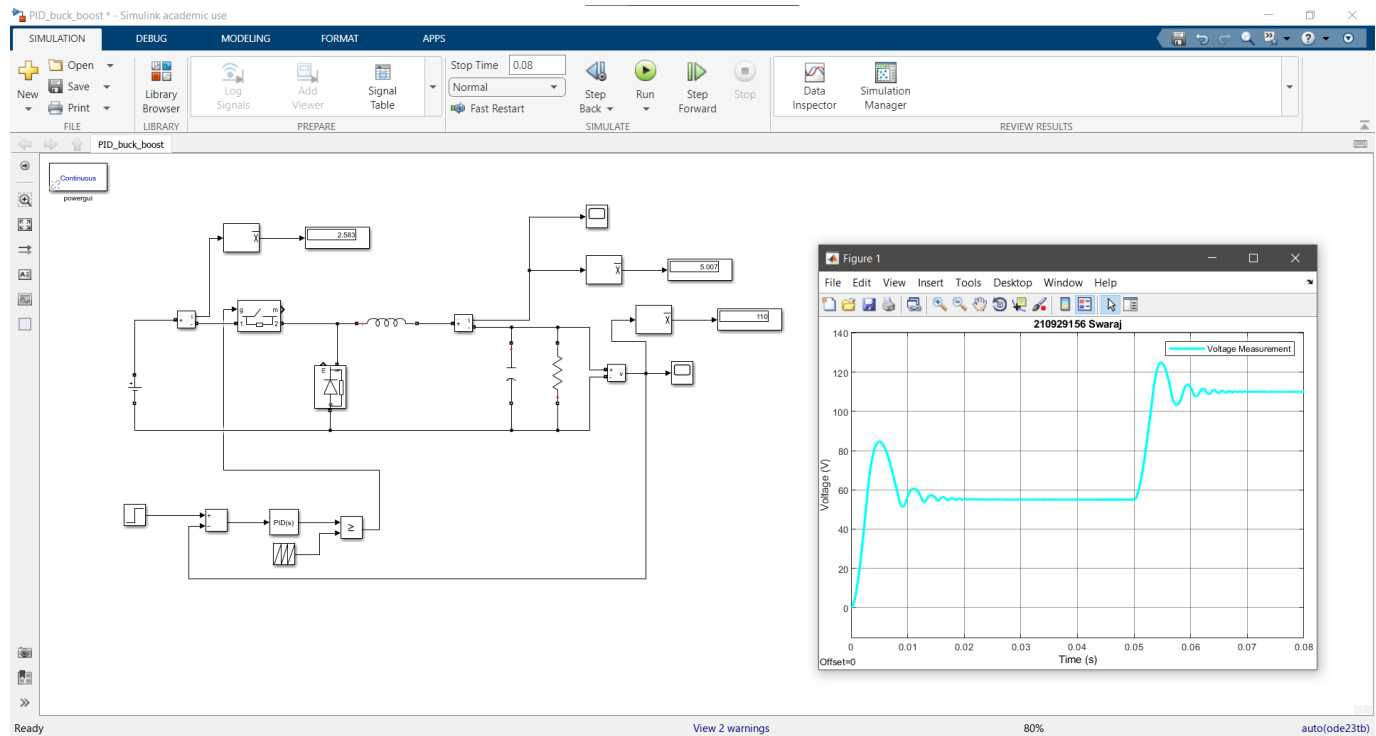 PID_buck_boost * - Simulink academic use
SIMULATION DEBUG MODELING FORMAT APPS
New
Open
Save
Print
FILE
Library Browser
LIBRARY
Log Signals
Add Viewer
Signal Table
PREPARE
Stop Time 0.08
Normal
Fast Restart
Step Back
Run
Step Forward
Stop
SIMULATE
Data Inspector
Simulation Manager
REVIEW RESULTS
PID_buck_boost
Continuous
powergui
2.583
5.007
110
g m
1 2
E
+ -
v
PID(s)
≥
Figure 1
File Edit View Insert Tools Desktop Window Help
210929156 Swaraj
Voltage Measurement
140
120
100
80
60
40
20
0
Voltage (V)
0 0.01 0.02 0.03 0.04 0.05 0.06 0.07 0.08
Time (s)
Offset=0
Ready
View 2 warnings
80%
auto(ode23tb)